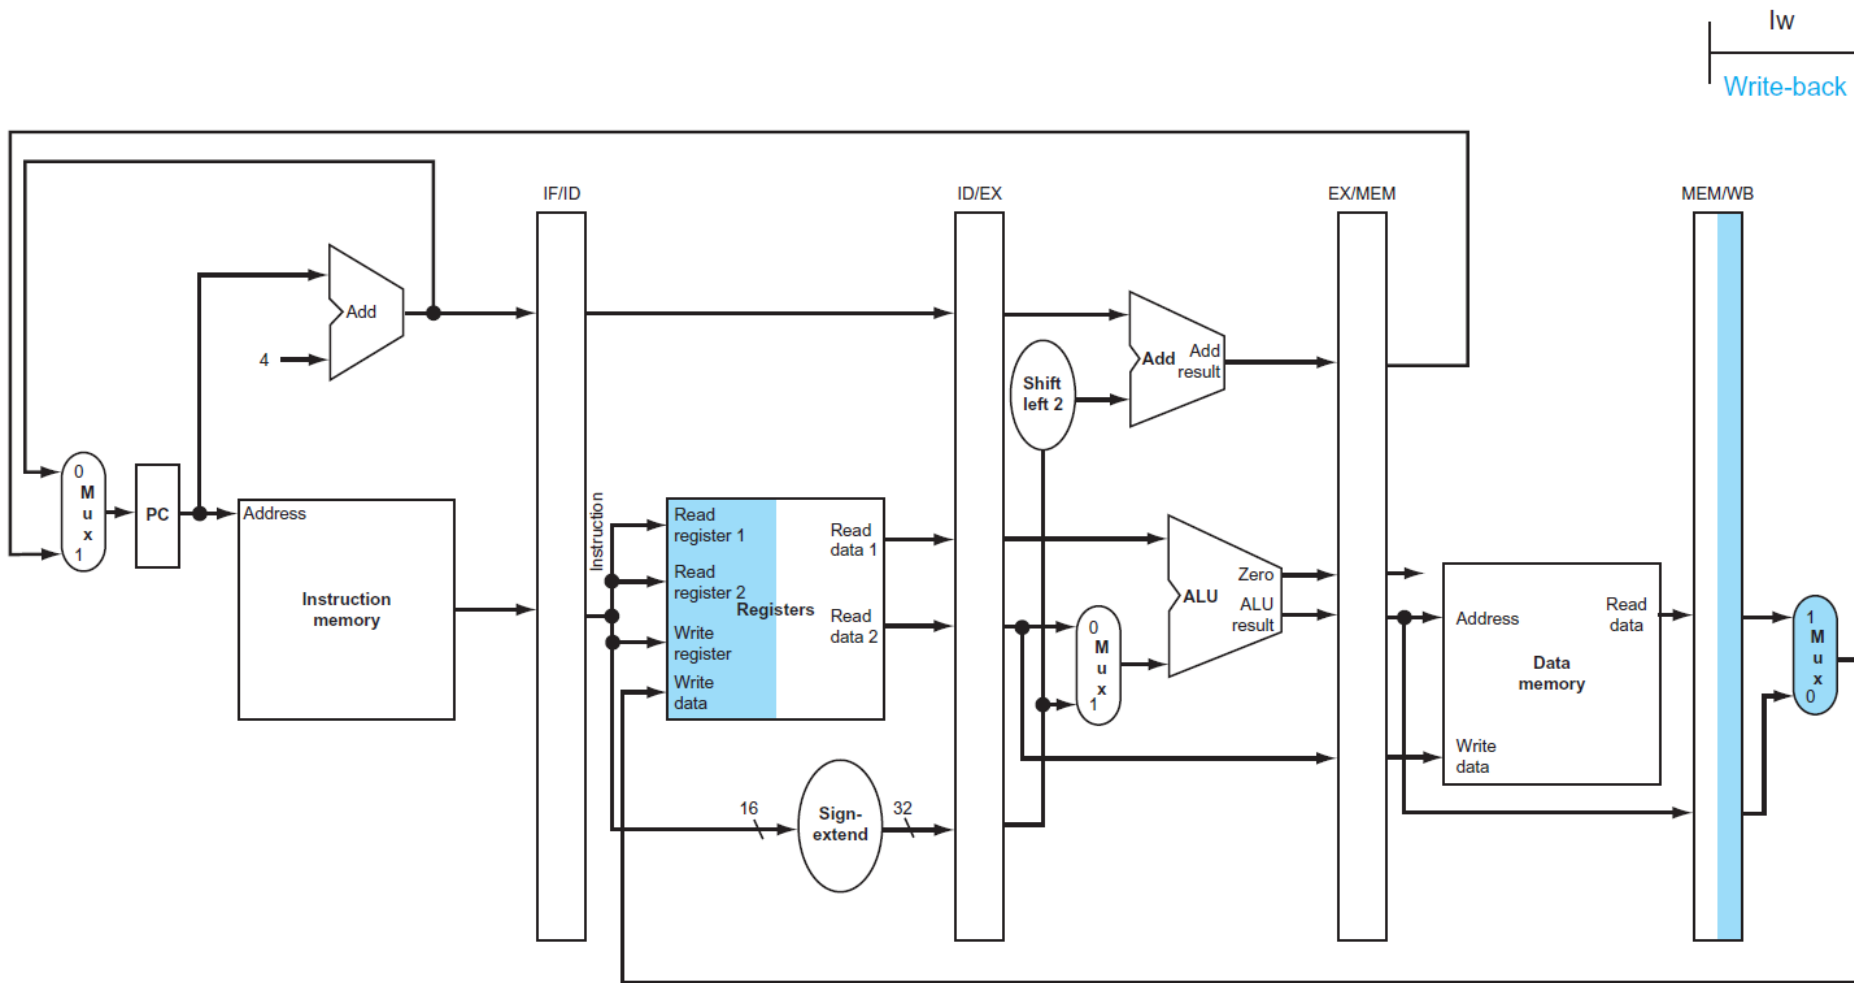 lw
Write-back
IF/ID
ID/EX
EX/MEM
MEM/WB
Add
4
Add
Add
result
Shift
left 2
0
M
u
x
1
PC
Address
Instruction
memory
Instruction
Read
register 1
Read
register 2
Write
register
Write
data
Registers
Read
data 1
Read
data 2
16
Sign-
extend
32
0
M
u
x
1
ALU
Zero
ALU
result
Address
Read
data
Data
memory
Write
data
1
M
u
x
0